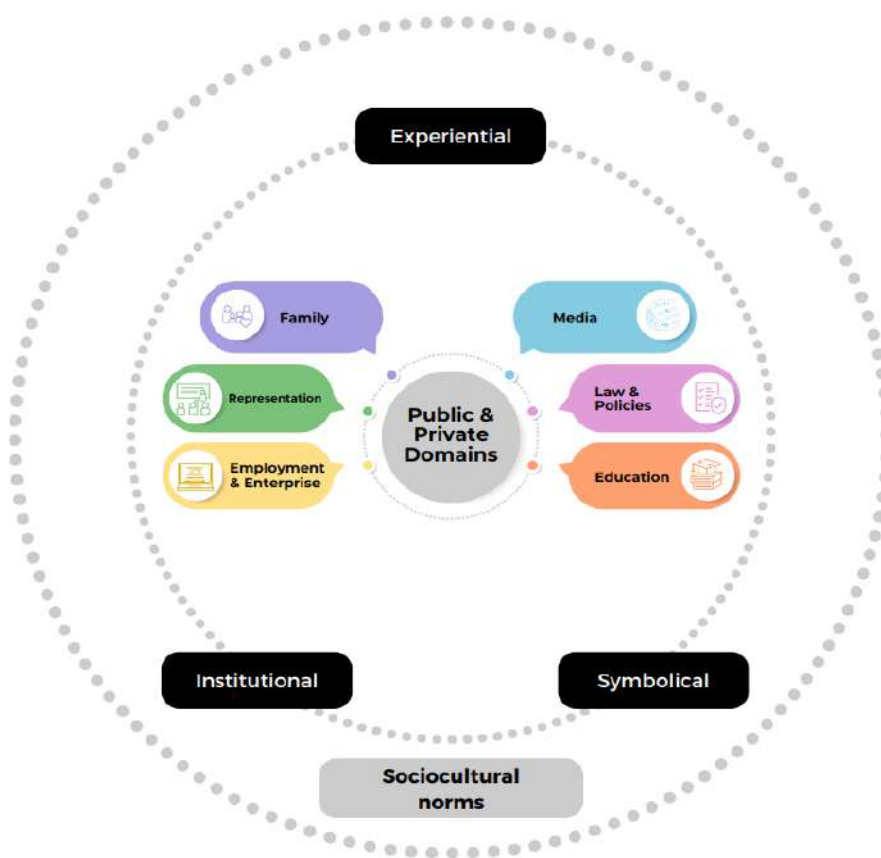 Experiential
Family
Media
Representation
Public &
Private
Domains
Law &
Policies
Employment
& Enterprise
Education
Institutional
Symbolical
Sociocultural
norms